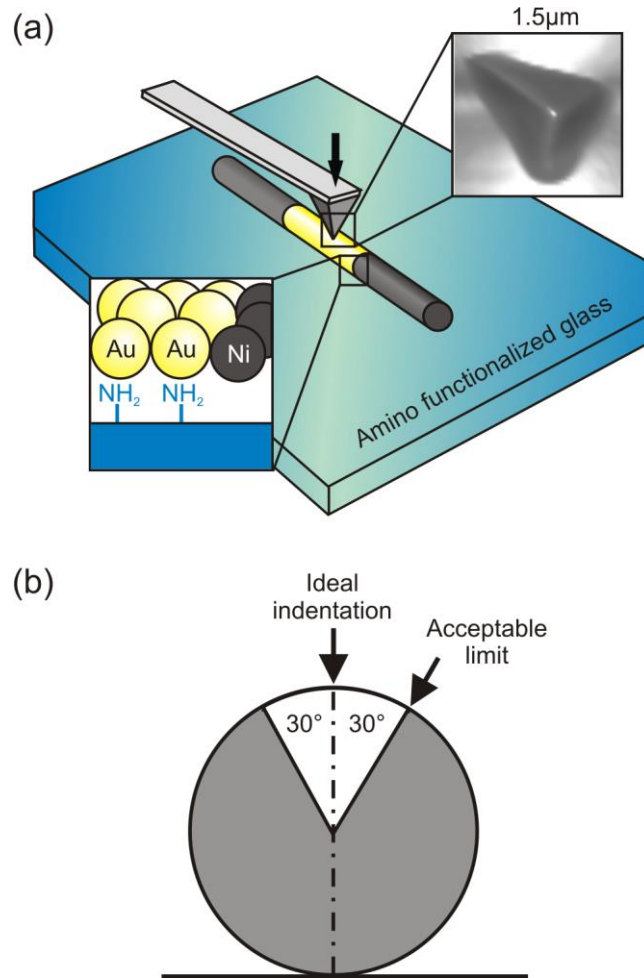 (a)
1.5µm
Au
Au
Ni
NH₂
NH₂
Amino functionalized glass
(b)
Ideal
indentation
Acceptable
limit
30°
30°